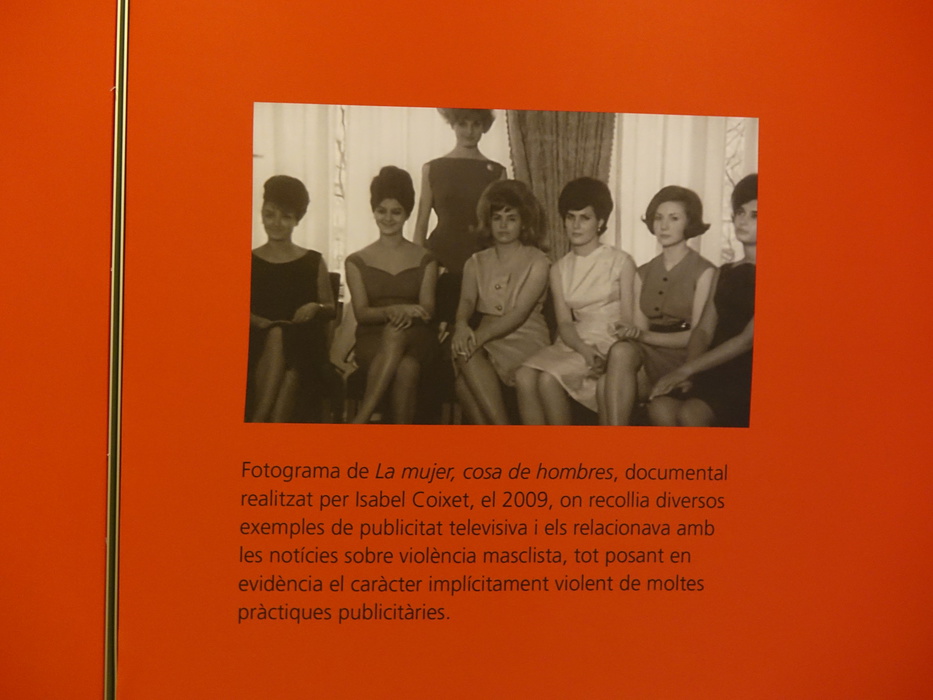 Fotograma de La mujer, cosa de hombres, documental
realitzat per Isabel Coixet, el 2009, on recollia diversos
exemples de publicitat televisiva i els relacionava amb
les notícies sobre violència masclista, tot posant en
evidència el caràcter implícitament violent de moltes
pràctiques publicitàries.